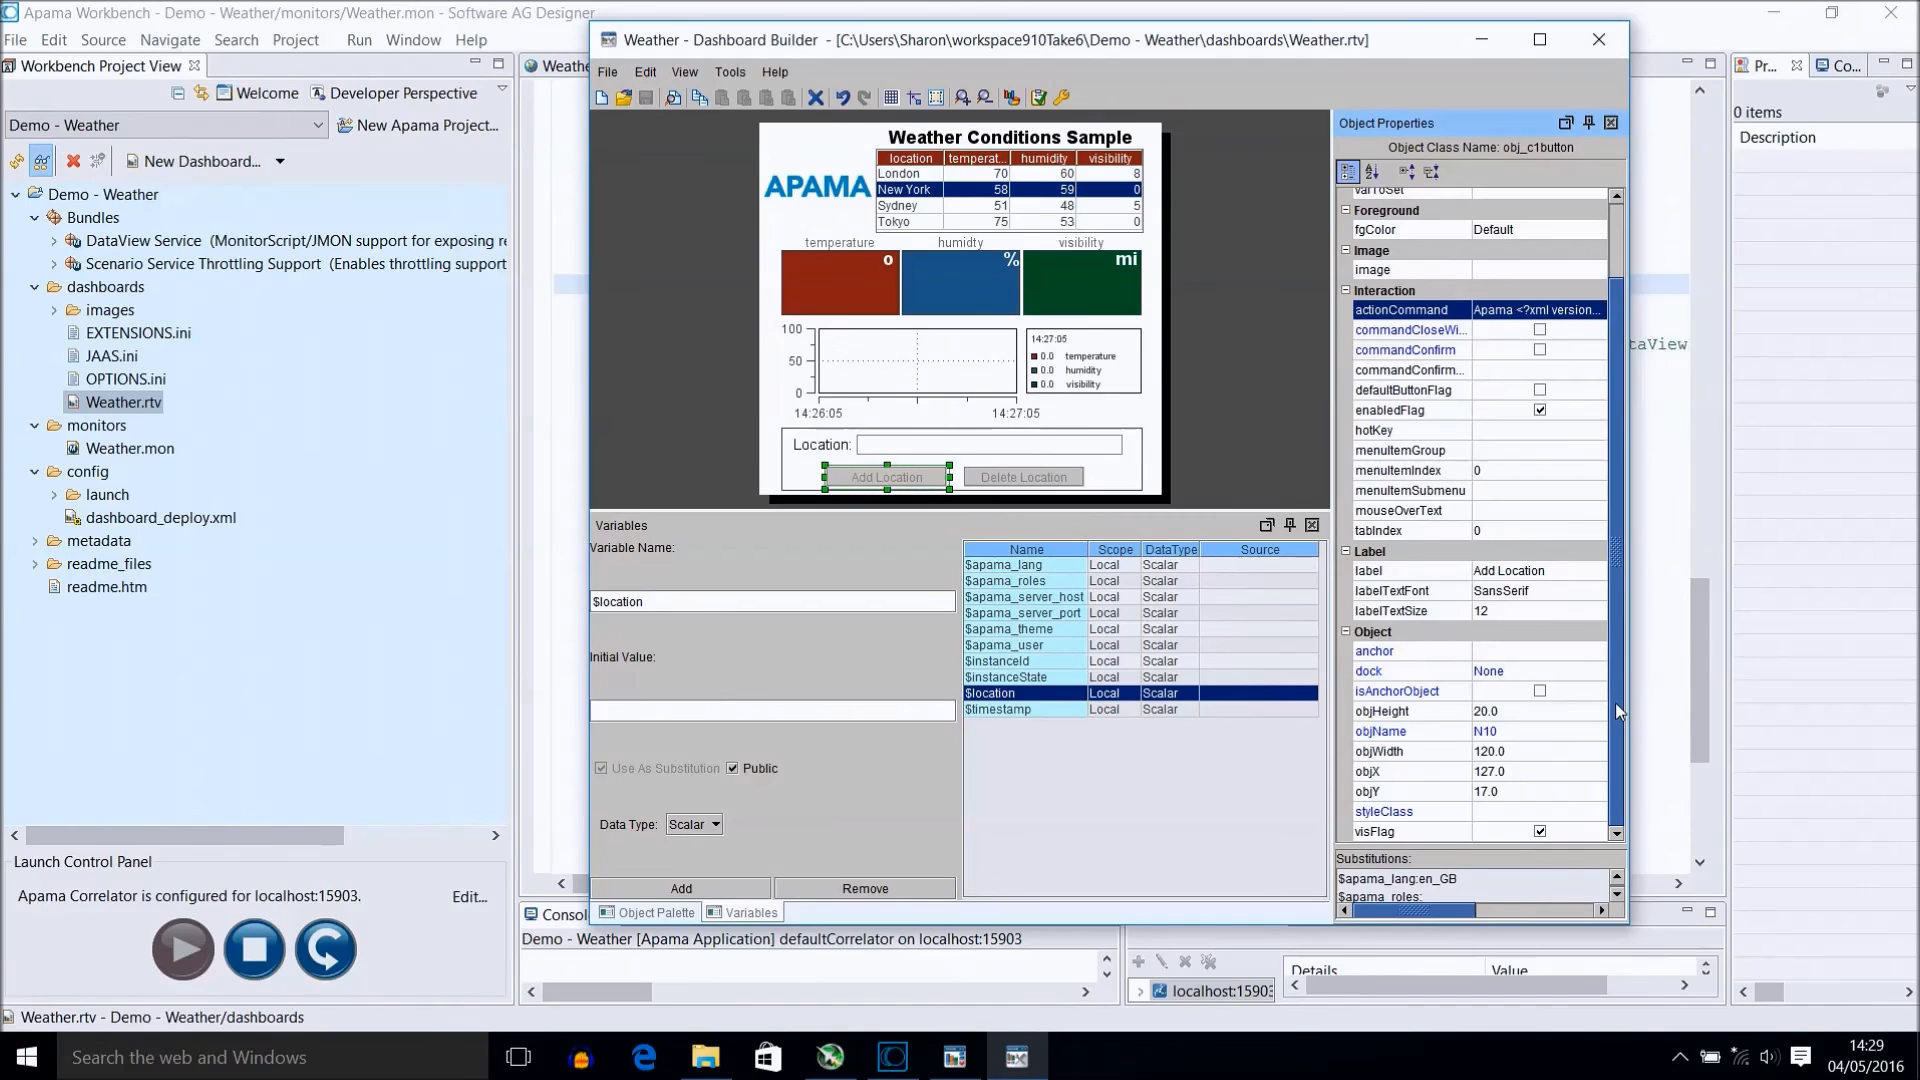 Apama Workbench - Demo - Weather/monitors/Weather.mon - Software AG Designer
File Edit Source Navigate Search Project Run Window Help
Workbench Project View
Welcome Developer Perspective
Demo - Weather New Apama Project...
New Dashboard...
Demo - Weather
Bundles
DataView Service (MonitorScript/JMON support for exposing re
Scenario Service Throttling Support (Enables throttling support
dashboards
images
EXTENSIONS.ini
JAAS.ini
OPTIONS.ini
Weather.rtv
monitors
Weather.mon
config
launch
dashboard_deploy.xml
metadata
readme_files
readme.htm
Launch Control Panel
Apama Correlator is configured for localhost:15903. Edit...
Weather.rtv - Demo - Weather/dashboards
Weathe
Weather - Dashboard Builder - [C:\Users\Sharon\workspace910Take6\Demo - Weather\dashboards\Weather.rtv]
File Edit View Tools Help
Weather Conditions Sample
APAMA
location temperat... humidity visibility
London 70 60 8
New York 58 59 0
Sydney 51 48 5
Tokyo 75 53 0
temperature humidty visibility
o % mi
100
50
0
14:26:05 14:27:05
14:27:05
0.0 temperature
0.0 humidity
0.0 visibility
Location:
Add Location Delete Location
Variables
Variable Name:
$location
Initial Value:
Use As Substitution Public
Data Type: Scalar
Add Remove
Object Palette Variables
Name Scope DataType Source
$apama_lang Local Scalar
$apama_roles Local Scalar
$apama_server_host Local Scalar
$apama_server_port Local Scalar
$apama_theme Local Scalar
$apama_user Local Scalar
$instanceId Local Scalar
$instanceState Local Scalar
$location Local Scalar
$timestamp Local Scalar
Object Properties
Object Class Name: obj_c1button
varToSet
Foreground
fgColor Default
Image
image
Interaction
actionCommand Apama <?xml version...
commandCloseWi...
commandConfirm
commandConfirm...
defaultButtonFlag
enabledFlag
hotKey
menuItemGroup
menuItemIndex 0
menuItemSubmenu
mouseOverText
tabIndex 0
Label
label Add Location
labelTextFont SansSerif
labelTextSize 12
Object
anchor
dock None
isAnchorObject
objHeight 20.0
objName N10
objWidth 120.0
objX 127.0
objY 17.0
styleClass
visFlag
Substitutions:
$apama_lang:en_GB
$apama_roles:
taView
Pr... Co...
0 items
Description
Consol
Demo - Weather [Apama Application] defaultCorrelator on localhost:15903
localhost:15903
Details Value
Search the web and Windows
14:29
04/05/2016